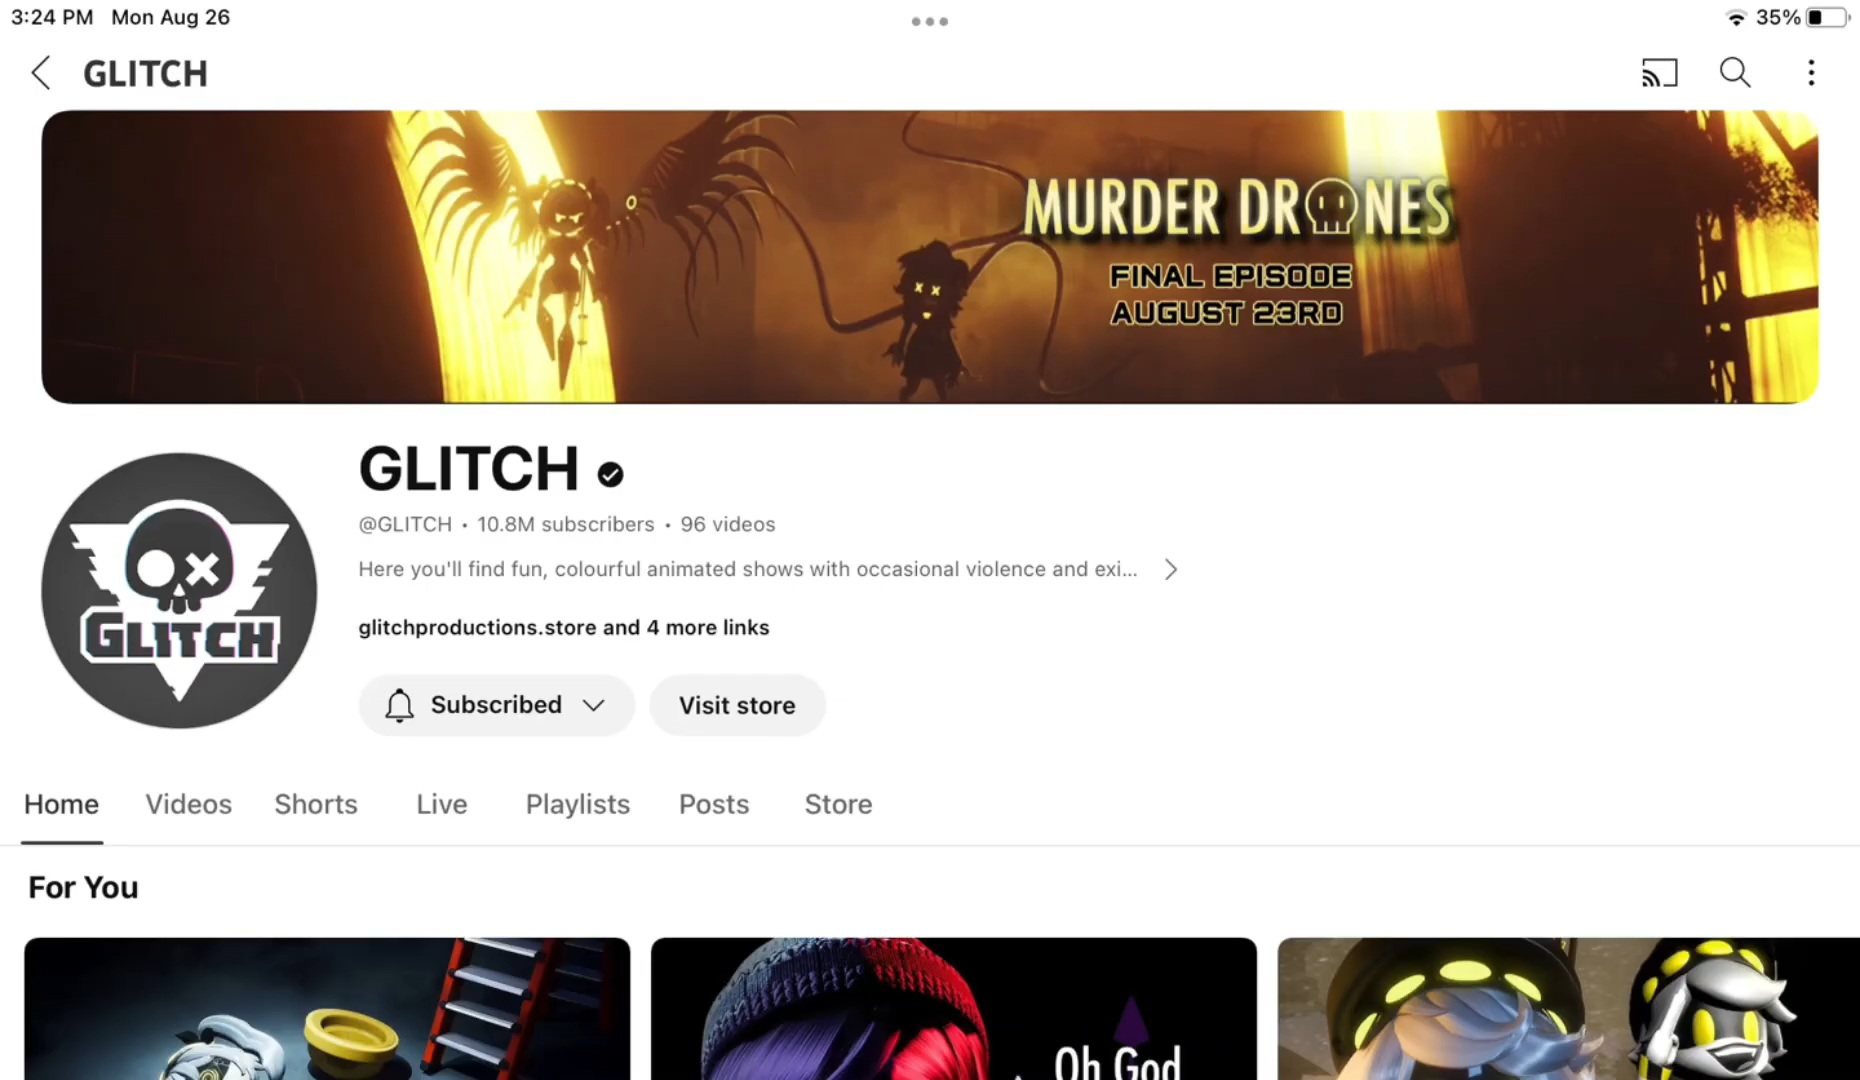 3:24 PM Mon Aug 26
35%
GLITCH
MURDER DRONES
FINAL EPISODE
AUGUST 23RD
GLITCH
GLITCH
@GLITCH • 10.8M subscribers • 96 videos
Here you'll find fun, colourful animated shows with occasional violence and exi...
glitchproductions.store and 4 more links
Subscribed
Visit store
Home Videos Shorts Live Playlists Posts Store
For You
Oh God